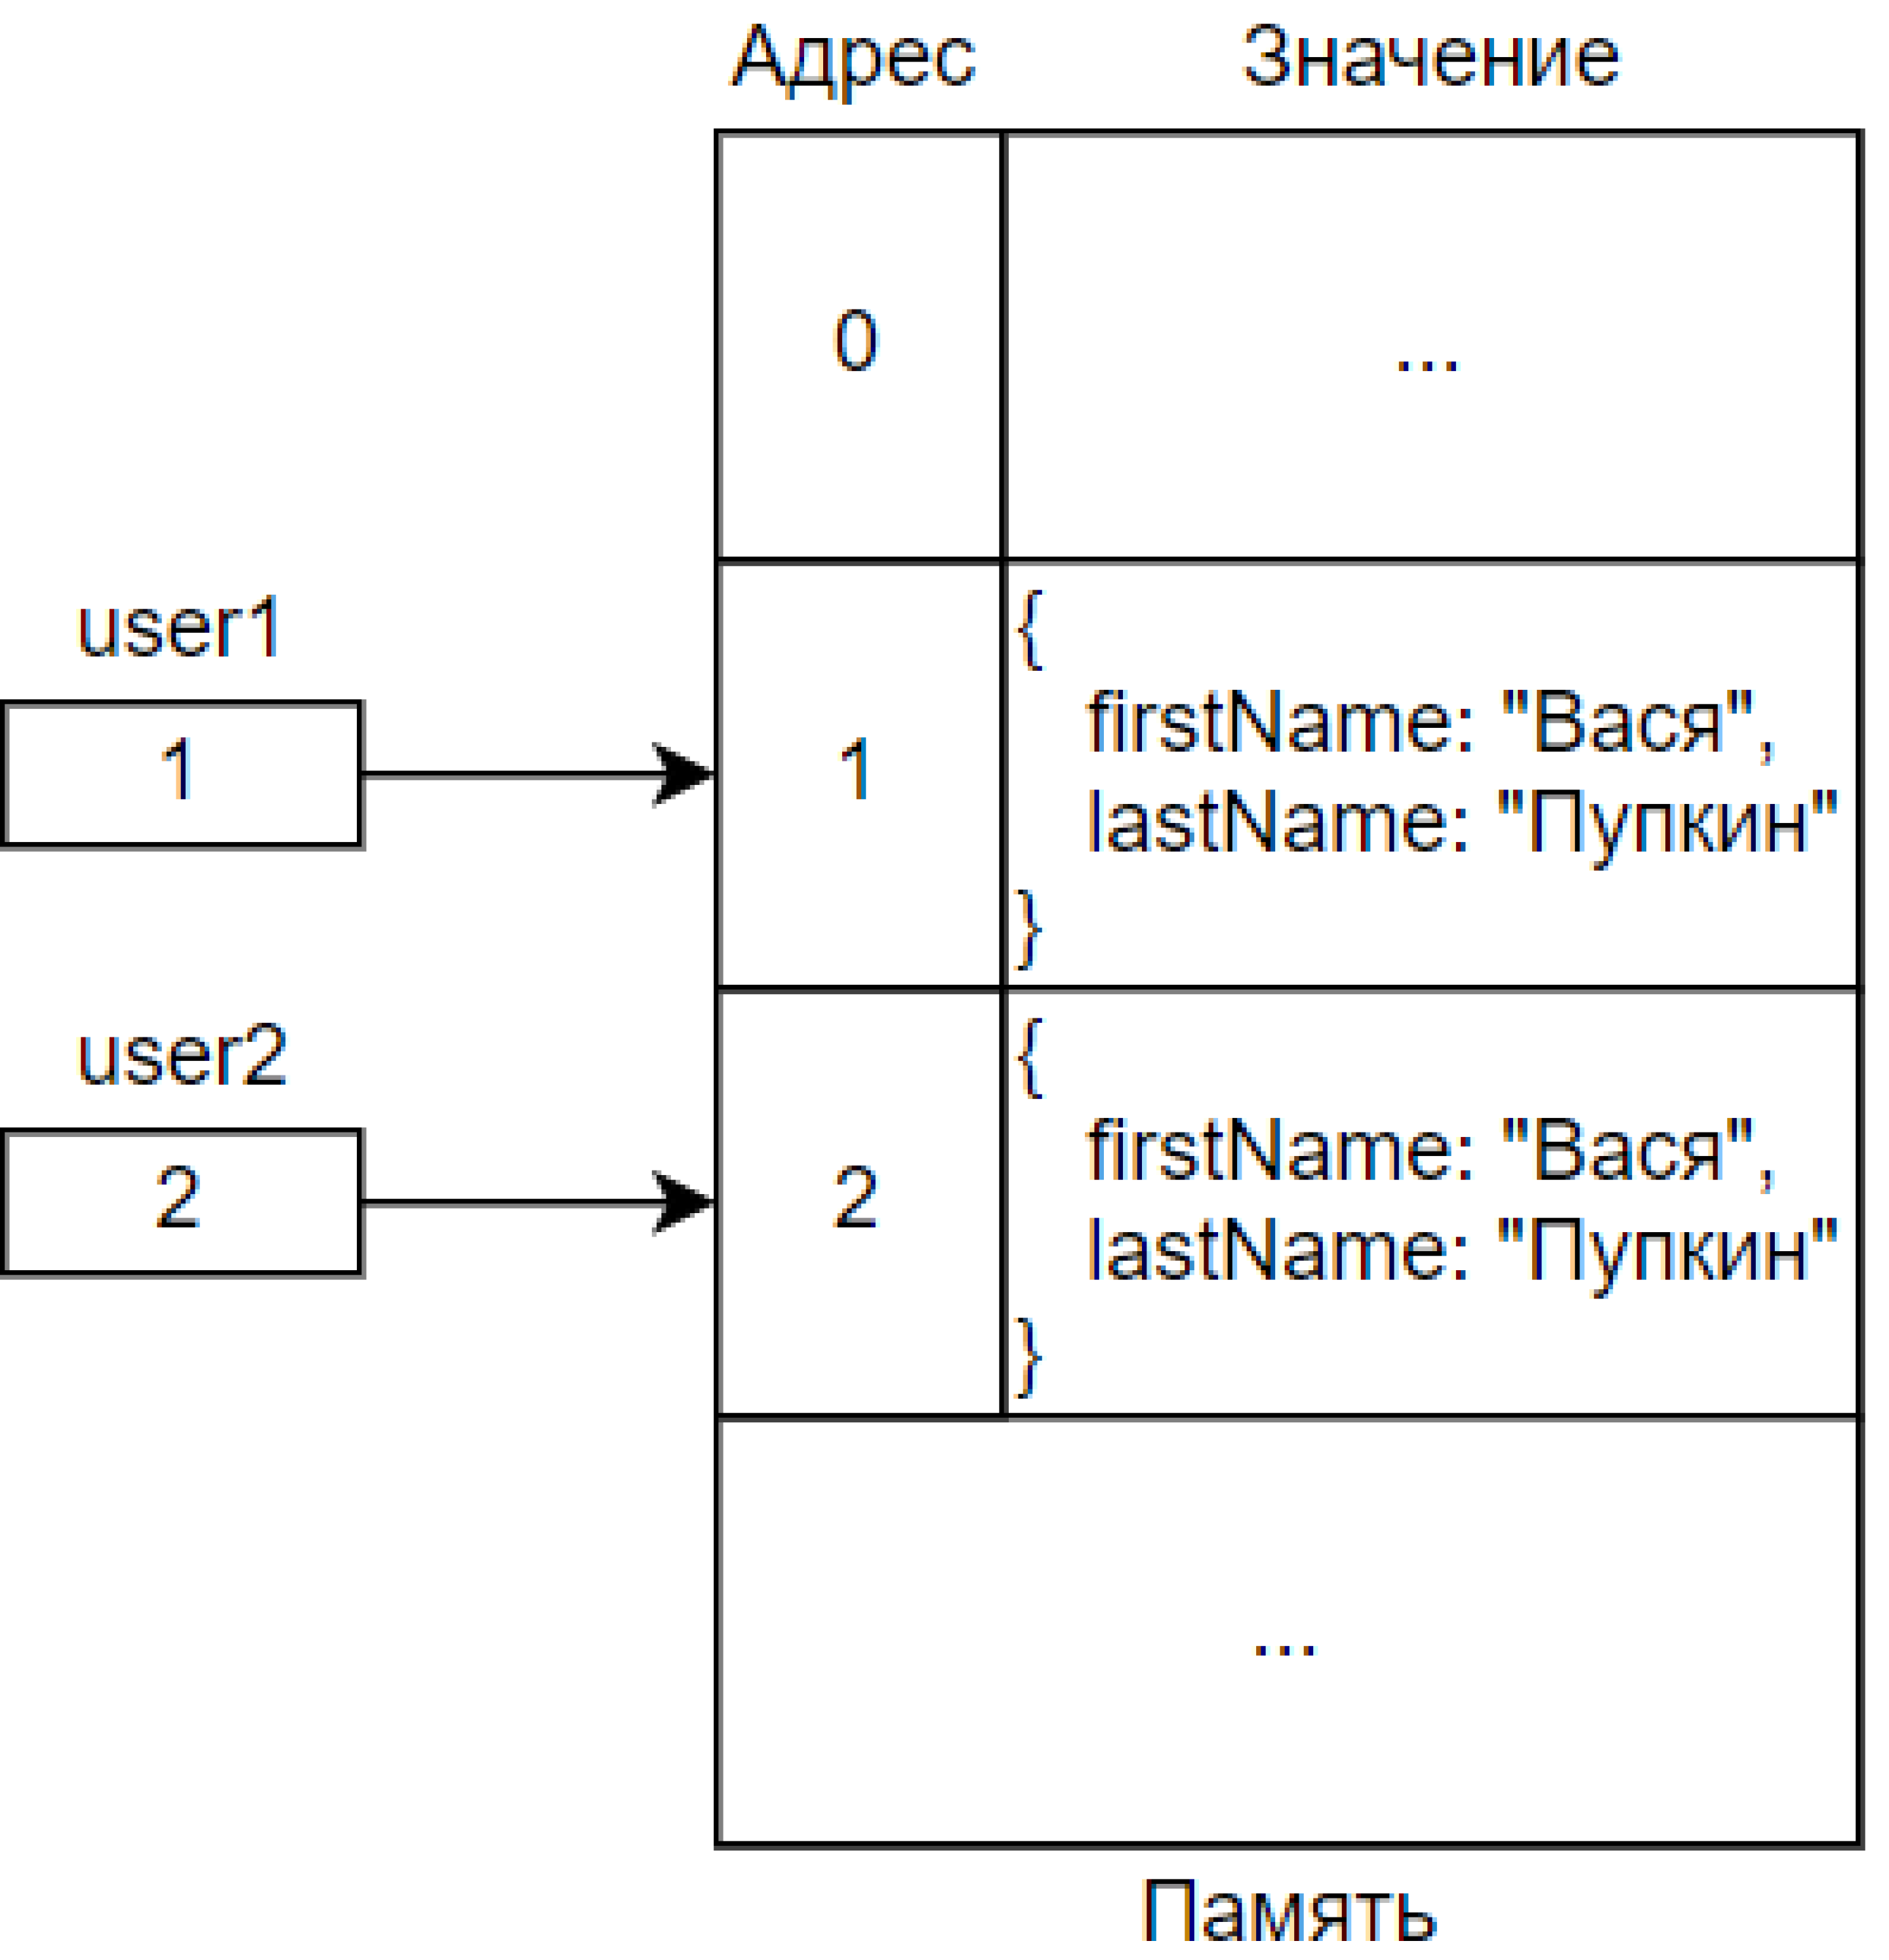 Адрес Значение
0 ...
user1
1
1
{
firstName: "Вася",
lastName: "Пупкин"
}
user2
2
2
{
firstName: "Вася",
lastName: "Пупкин"
}
...
Память